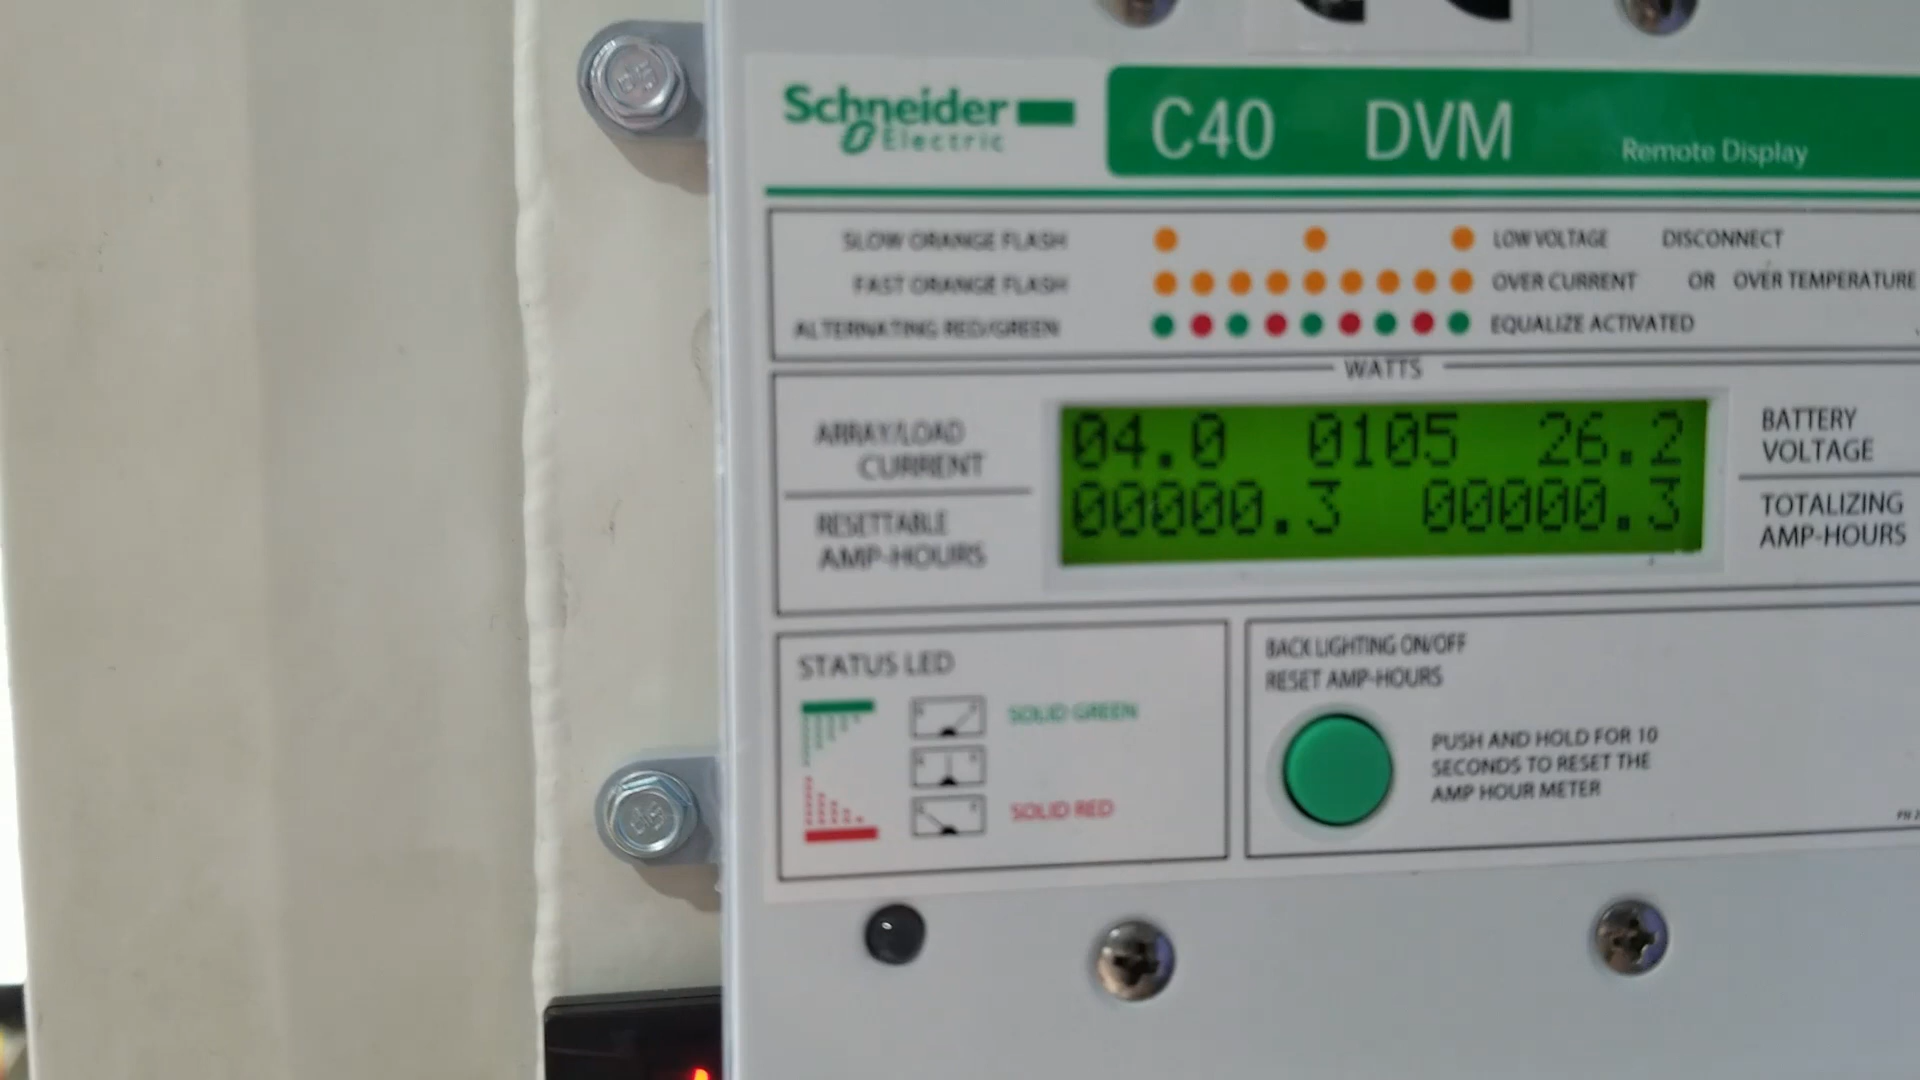 Schneider Electric
C40 DVM Remote Display
SLOW ORANGE FLASH LOW VOLTAGE DISCONNECT
FAST ORANGE FLASH OVER CURRENT OR OVER TEMPERATURE
ALTERNATING RED/GREEN EQUALIZE ACTIVATED
WATTS
ARRAY/LOAD
CURRENT
04.0 0105 26.2
BATTERY
VOLTAGE
RESETTABLE
AMP-HOURS
00000.3 00000.3
TOTALIZING
AMP-HOURS
STATUS LED
SOLID GREEN
SOLID RED
BACK LIGHTING ON/OFF
RESET AMP-HOURS
PUSH AND HOLD FOR 10
SECONDS TO RESET THE
AMP HOUR METER